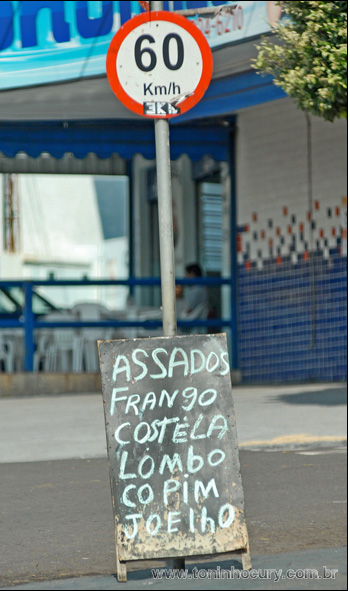 60
Km/h
ASSADOS
FRANGO
COSTELA
LOMBO
COPIM
JOELHO
www.toninhocury.com.br